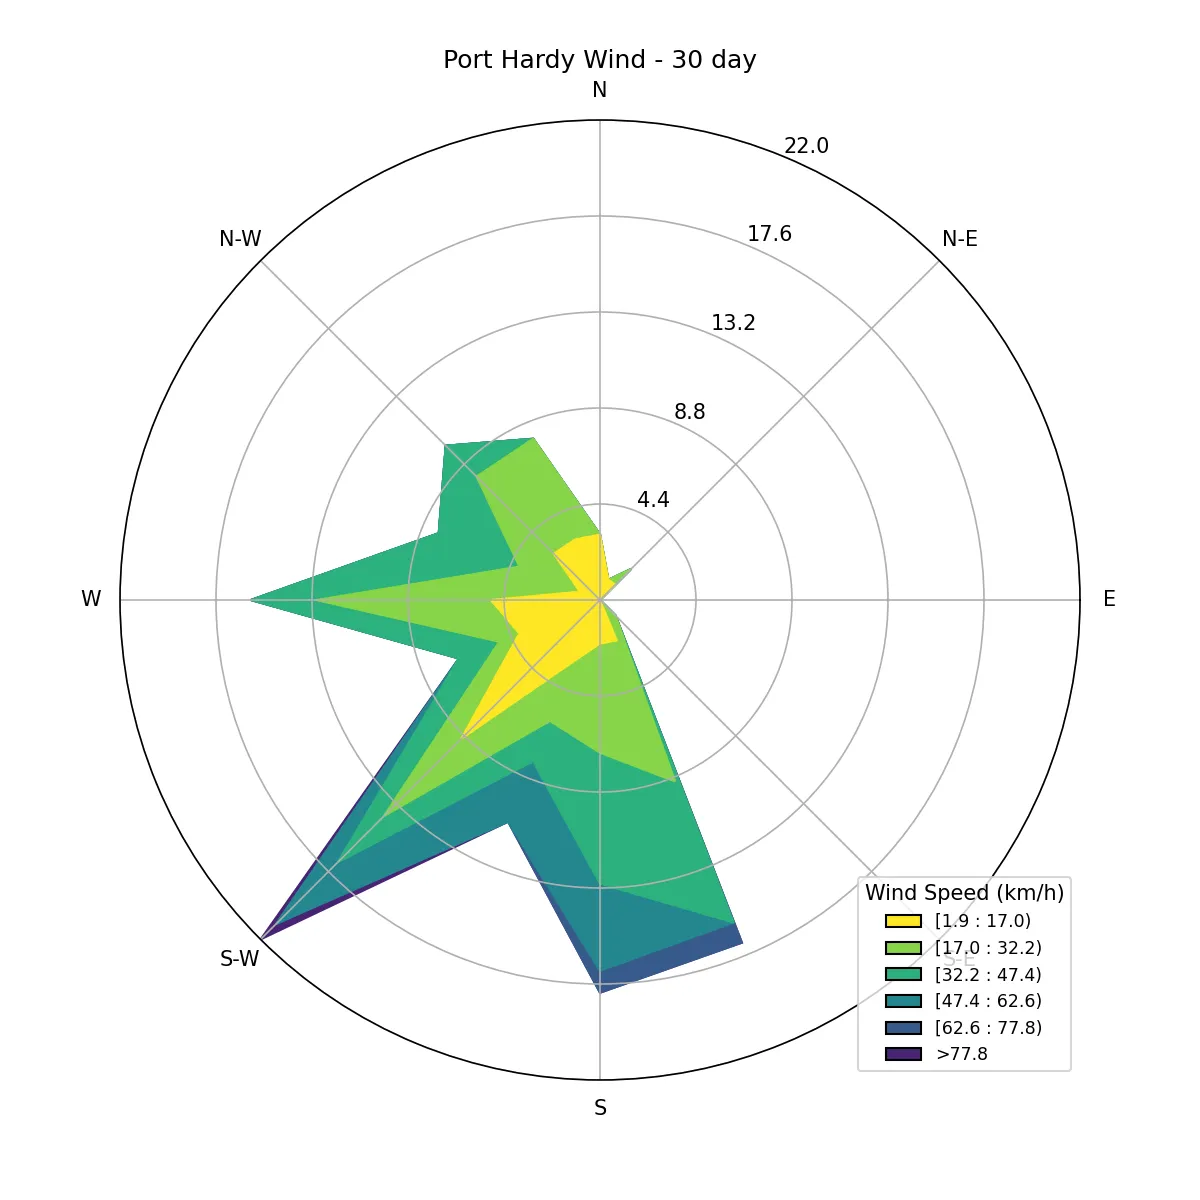 Port Hardy Wind - 30 day
N
22.0
17.6
N-W
N-E
13.2
8.8
4.4
W
E
S-W
S-E
S
Wind Speed (km/h)
[1.9 : 17.0)
[17.0 : 32.2)
[32.2 : 47.4)
[47.4 : 62.6)
[62.6 : 77.8)
>77.8